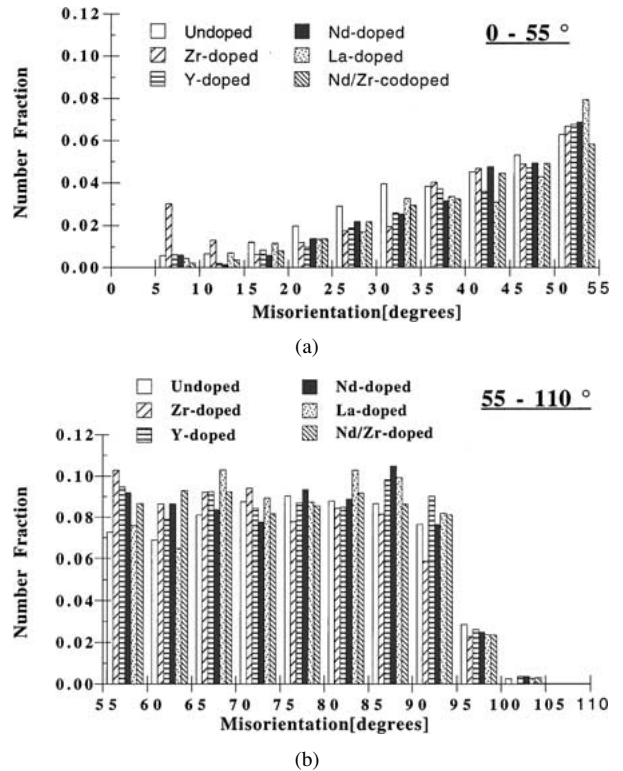 Undoped Nd-doped 0 - 55 °
Zr-doped La-doped
Y-doped Nd/Zr-codoped
0.12
0.10
0.08
0.06
0.04
0.02
0.00
Number Fraction
0 5 10 15 20 25 30 35 40 45 50 55
Misorientation[degrees]
(a)
Undoped Nd-doped 55 - 110 °
Zr-doped La-doped
Y-doped Nd/Zr-doped
0.12
0.10
0.08
0.06
0.04
0.02
0.00
Number Fraction
55 60 65 70 75 80 85 90 95 100 105 110
Misorientation[degrees]
(b)